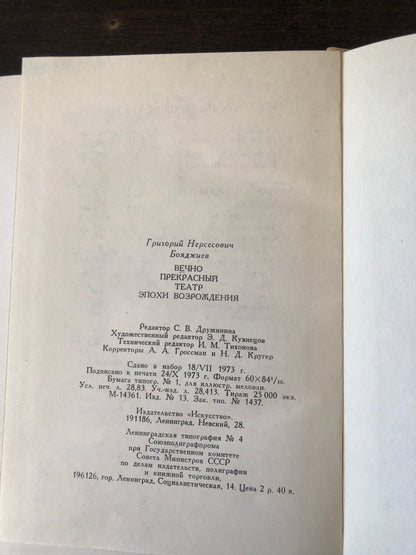 Григорий Нерсесович
Бояджиев
ВЕЧНО
ПРЕКРАСНЫЙ
ТЕАТР
ЭПОХИ ВОЗРОЖДЕНИЯ
Редактор С. В. Дружинина
Художественный редактор Э. Д. Кузнецов
Технический редактор И. М. Тихонова
Корректоры А. А. Гроссман и Н. Д. Кругер
Сдано в набор 18/VII 1973 г.
Подписано к печати 24/X 1973 г. Формат 60×84¹/₁₆.
Бумага типогр. № 1, для иллюстр. мелован.
Усл. печ л. 28,83. Уч.-изд. л. 28,413. Тираж 25 000 экз.
М-14361. Изд. № 13. Зак. тип. № 1437.
Издательство «Искусство».
191186, Ленинград, Невский, 28.
Ленинградская типография № 4
Союзполиграфпрома
при Государственном комитете
Совета Министров СССР
по делам издательств, полиграфии
и книжной торговли,
196126, гор. Ленинград, Социалистическая, 14. Цена 2 р. 40 к.